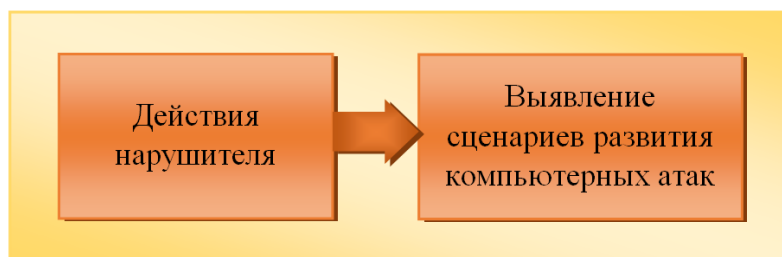 Действия
нарушителя
Выявление
сценариев развития
компьютерных атак